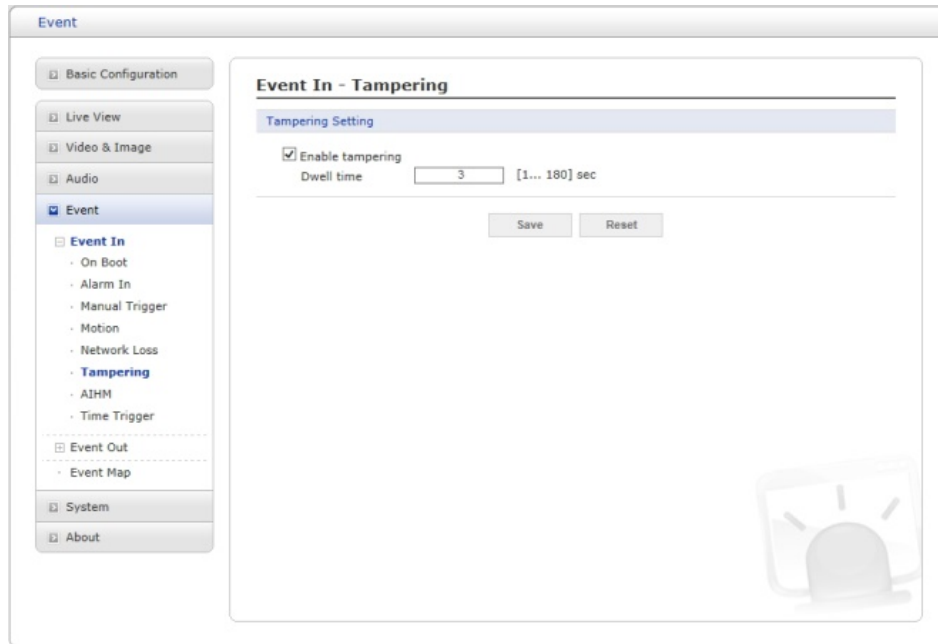 Event
Basic Configuration
Live View
Video & Image
Audio
Event
Event In
On Boot
Alarm In
Manual Trigger
Motion
Network Loss
Tampering
AIHM
Time Trigger
Event Out
Event Map
System
About
Event In - Tampering
Tampering Setting
Enable tampering
Dwell time 3 [1... 180] sec
Save Reset